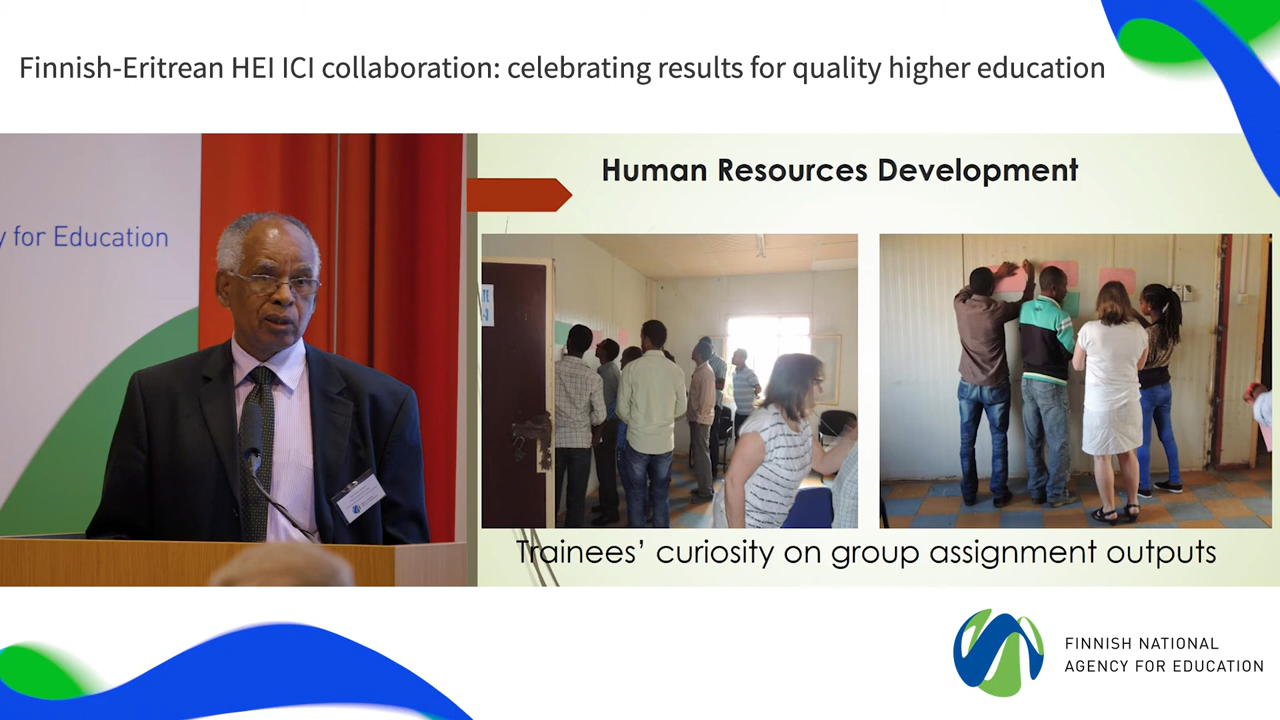 Finnish-Eritrean HEI ICI collaboration: celebrating results for quality higher education
y for Education
Human Resources Development
Trainees' curiosity on group assignment outputs
FINNISH NATIONAL
AGENCY FOR EDUCATION